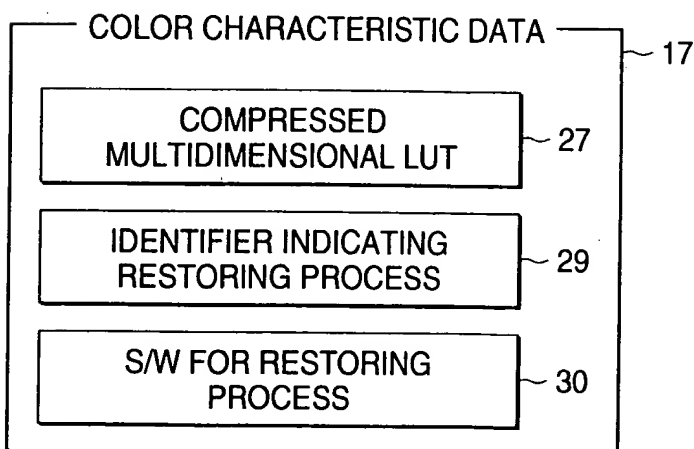 COLOR CHARACTERISTIC DATA
17
COMPRESSED
MULTIDIMENSIONAL LUT
27
IDENTIFIER INDICATING
RESTORING PROCESS
29
S/W FOR RESTORING
PROCESS
30